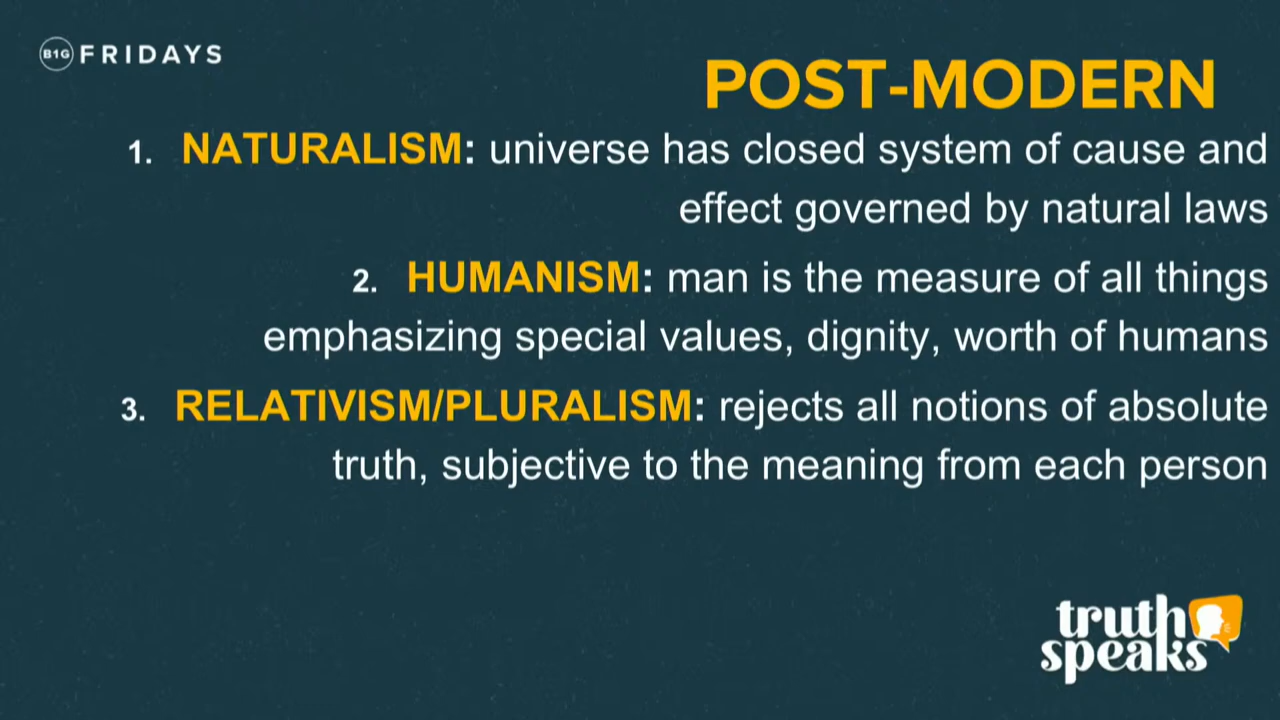 B1G FRIDAYS
POST-MODERN
1. NATURALISM: universe has closed system of cause and
effect governed by natural laws
2. HUMANISM: man is the measure of all things
emphasizing special values, dignity, worth of humans
3. RELATIVISM/PLURALISM: rejects all notions of absolute
truth, subjective to the meaning from each person
truth
speaks